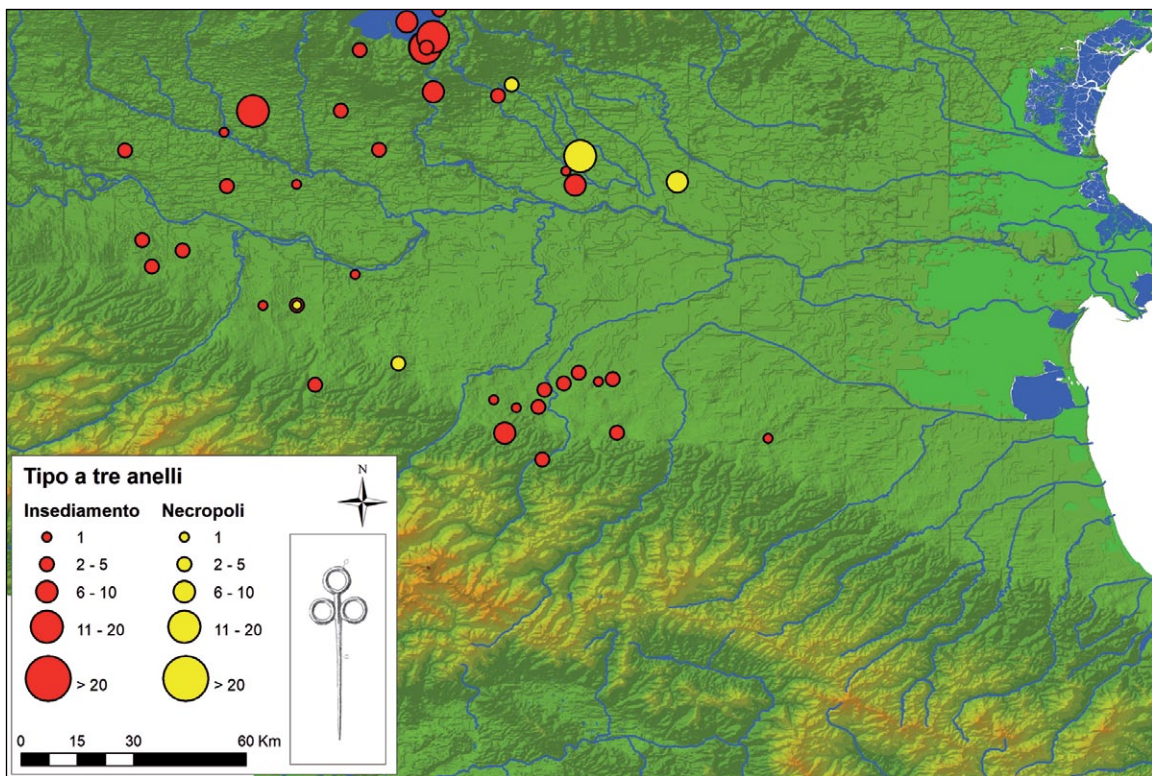 Tipo a tre anelli
N
Insediamento Necropoli
1 1
2 - 5 2 - 5
6 - 10 6 - 10
11 - 20 11 - 20
> 20 > 20
0 15 30 60 Km